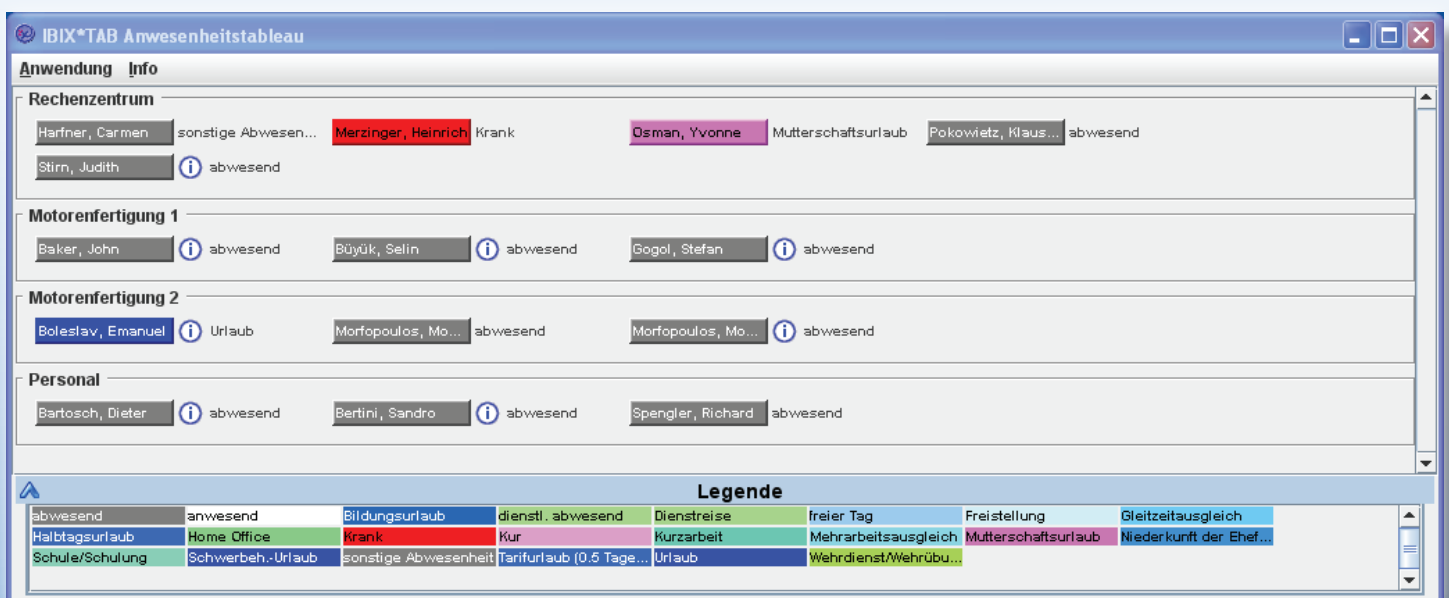 IBIX*TAB Anwesenheitstableau
Anwendung Info
Rechenzentrum
Harfner, Carmen sonstige Abwesen... Merzinger, Heinrich Krank Osman, Yvonne Mutterschaftsurlaub Pokowietz, Klaus... abwesend
Stirn, Judith i abwesend
Motorenfertigung 1
Baker, John i abwesend Büyük, Selin i abwesend Gogol, Stefan i abwesend
Motorenfertigung 2
Boleslav, Emanuel i Urlaub Morfopoulos, Mo... abwesend Morfopoulos, Mo... i abwesend
Personal
Bartosch, Dieter i abwesend Bertini, Sandro i abwesend Spengler, Richard abwesend
Legende
abwesend anwesend Bildungsurlaub dienstl. abwesend Dienstreise freier Tag Freistellung Gleitzeitausgleich
Halbtagsurlaub Home Office Krank Kur Kurzarbeit Mehrarbeitsausgleich Mutterschaftsurlaub Niederkunft der Ehef...
Schule/Schulung Schwerbeh.-Urlaub sonstige Abwesenheit Tarifurlaub (0.5 Tage... Urlaub Wehrdienst/Wehrübu...